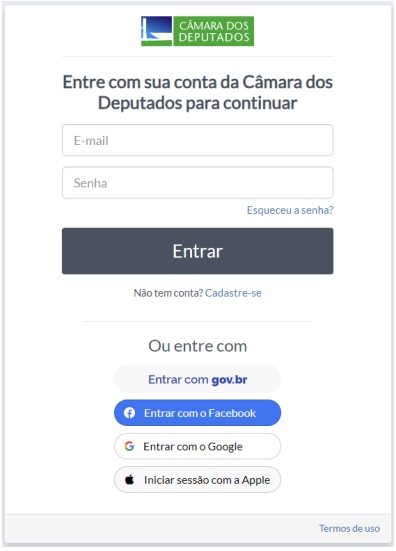 CÂMARA DOS
DEPUTADOS
Entre com sua conta da Câmara dos
Deputados para continuar
E-mail
Senha
Esqueceu a senha?
Entrar
Não tem conta? Cadastre-se
Ou entre com
Entrar com gov.br
Entrar com o Facebook
Entrar com o Google
Iniciar sessão com a Apple
Termos de uso